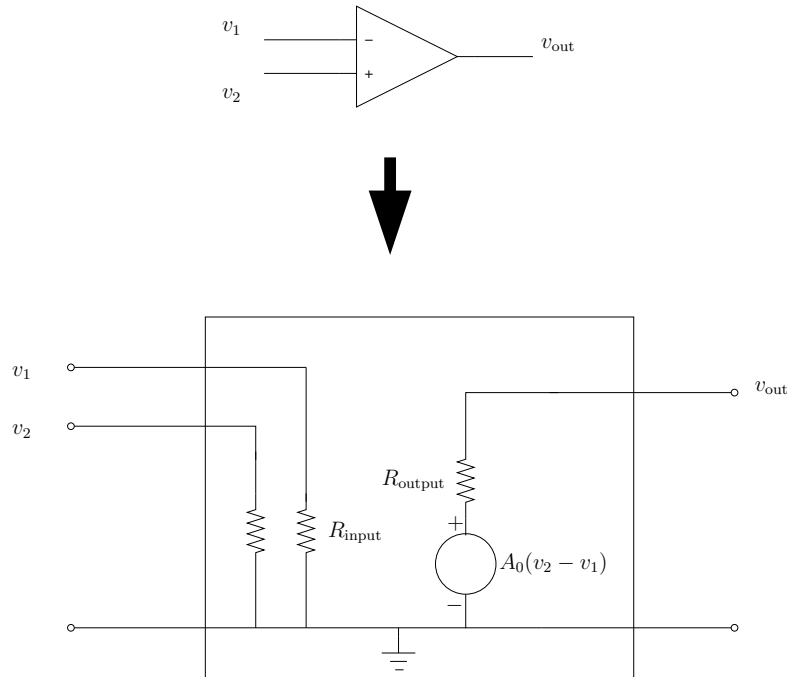 v₁
−
v_out
+
v₂
v₁
v_out
v₂
R_output
+
R_input
A₀(v₂ − v₁)
−